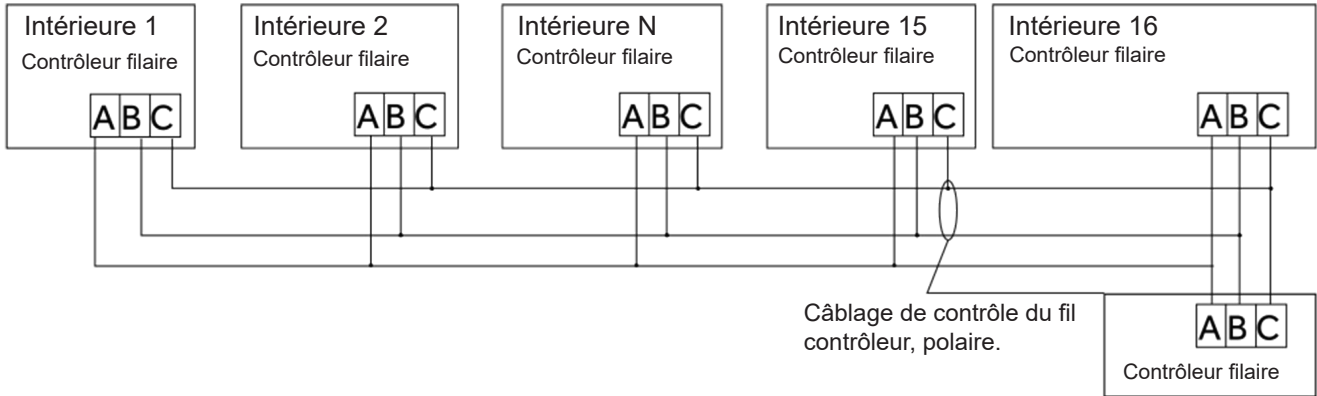 Intérieure 1
Contrôleur filaire
A B C
Intérieure 2
Contrôleur filaire
A B C
Intérieure N
Contrôleur filaire
A B C
Intérieure 15
Contrôleur filaire
A B C
Intérieure 16
Contrôleur filaire
A B C
Câblage de contrôle du fil
contrôleur, polaire.
A B C
Contrôleur filaire